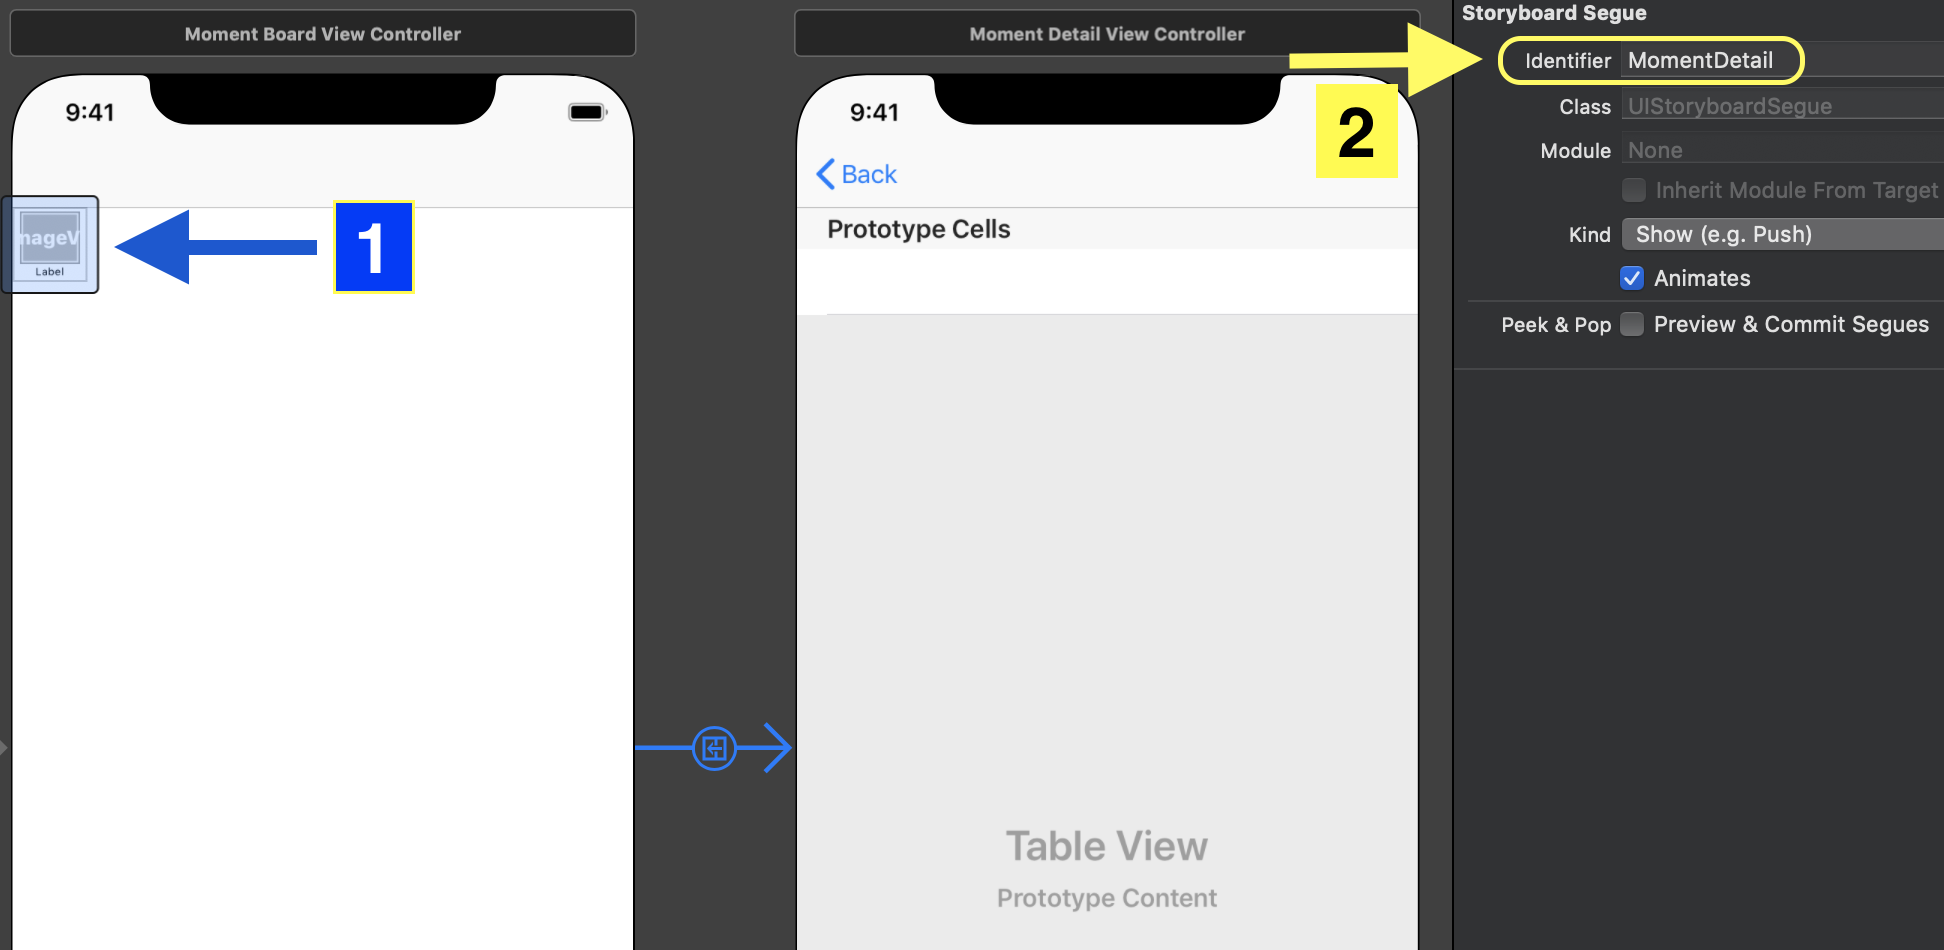 Moment Board View Controller
9:41
nageV
Label
1
Moment Detail View Controller
9:41
Back
Prototype Cells
Table View
Prototype Content
2
Storyboard Segue
Identifier MomentDetail
Class UIStoryboardSegue
Module None
Inherit Module From Target
Kind Show (e.g. Push)
Animates
Peek & Pop Preview & Commit Segues